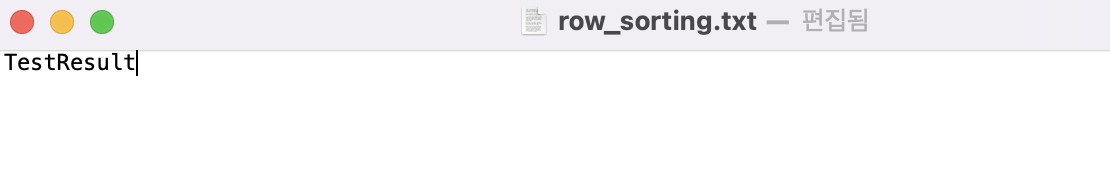 row_sorting.txt — 편집됨
TestResult